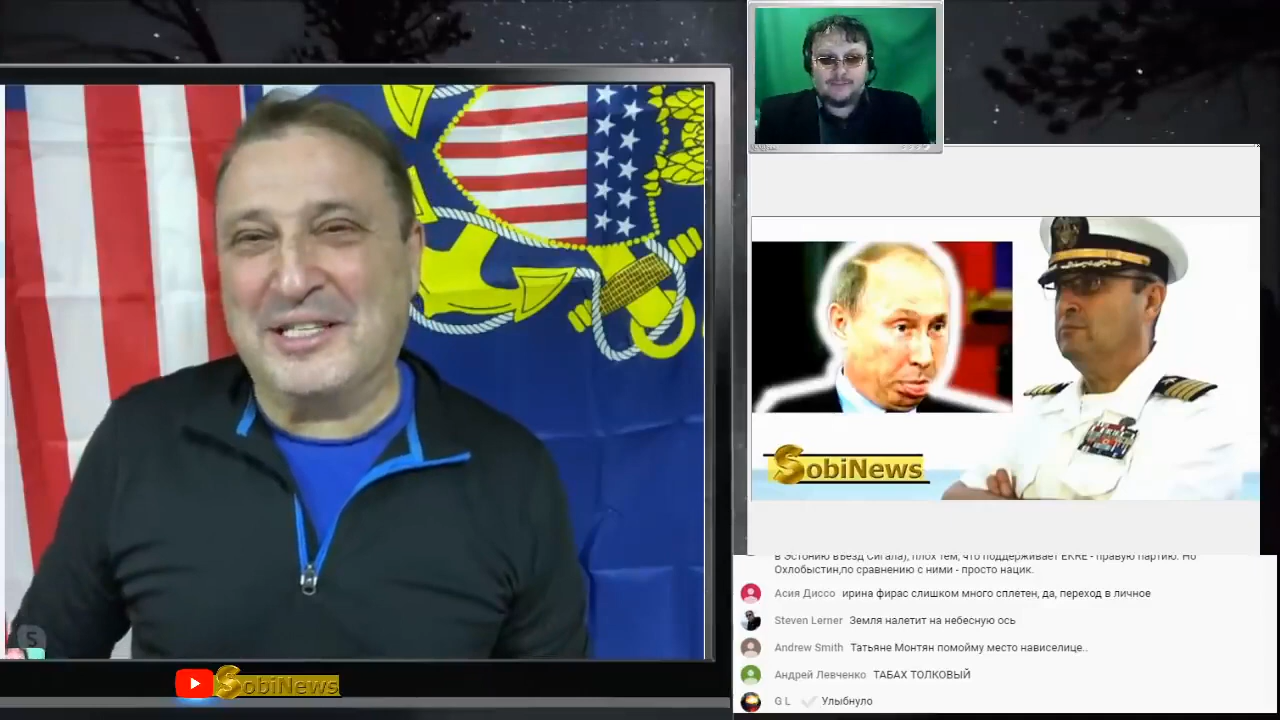 SobiNews
в Эстонию въезд Сигала), плох тем, что поддерживает EKRE - правую партию. Но
Охлобыстин,по сравнению с ними - просто нацик.
Асия Диссо ирина фирас слишком много сплетен, да, переход в личное
Steven Lerner Земля налетит на небесную ось
Andrew Smith Татьяне Монтян помойму место нависелице..
Андрей Левченко ТАБАХ ТОЛКОВЫЙ
G L Улыбнуло
S
SobiNews